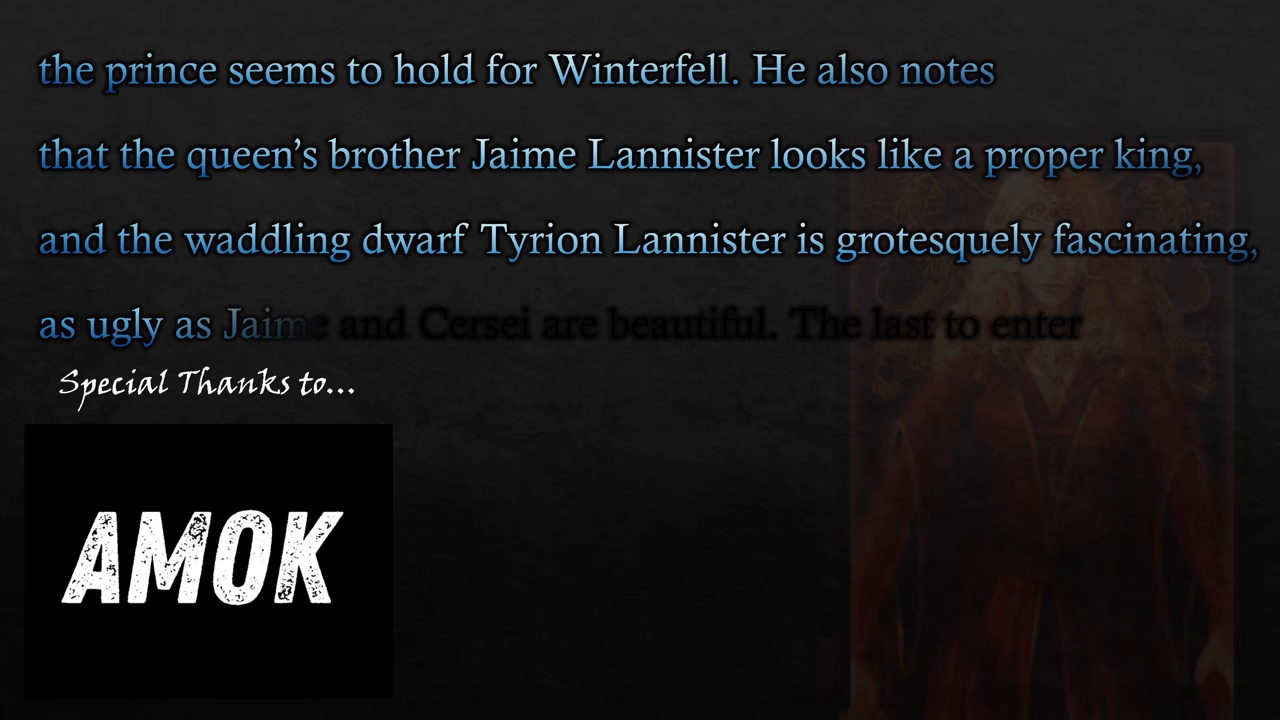 the prince seems to hold for Winterfell. He also notes
that the queen’s brother Jaime Lannister looks like a proper king,
and the waddling dwarf Tyrion Lannister is grotesquely fascinating,
as ugly as Jaime and Cersei are beautiful. The last to enter
Special Thanks to...
AMOK